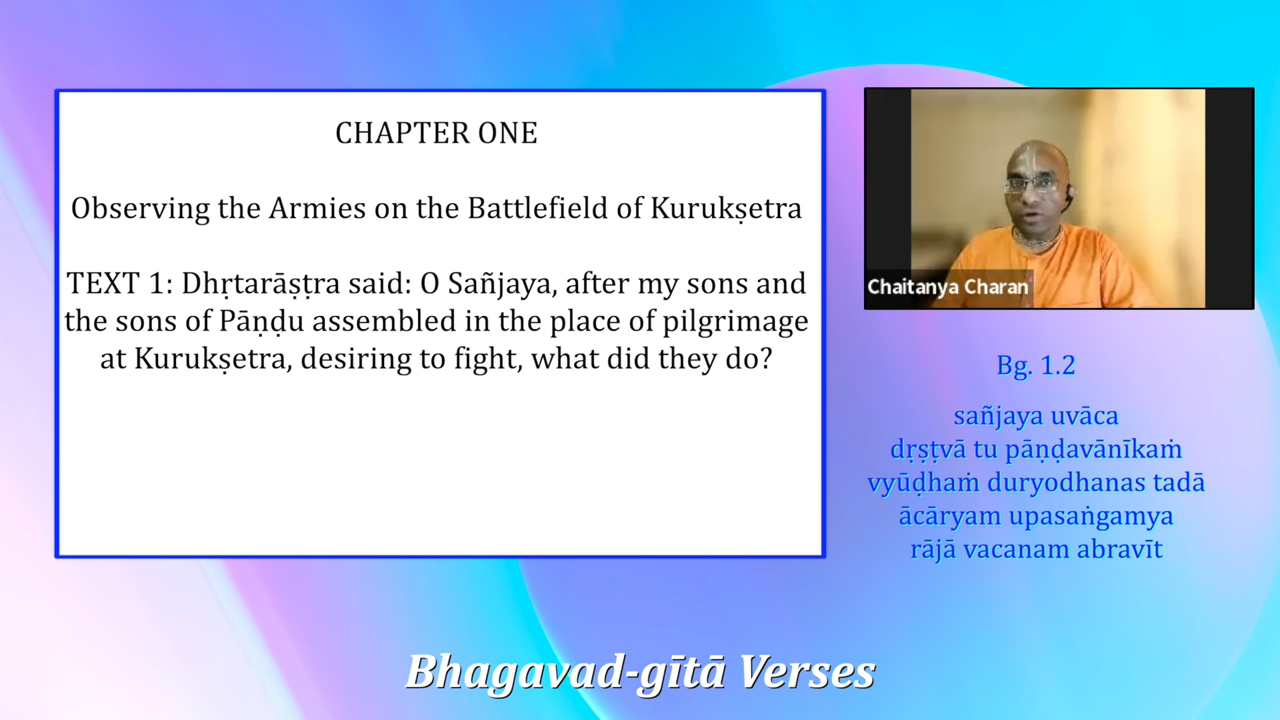 CHAPTER ONE
Observing the Armies on the Battlefield of Kurukṣetra
TEXT 1: Dhṛtarāṣṭra said: O Sañjaya, after my sons and
the sons of Pāṇḍu assembled in the place of pilgrimage
at Kurukṣetra, desiring to fight, what did they do?
Chaitanya Charan
Bg. 1.2
sañjaya uvāca
dṛṣṭvā tu pāṇḍavānīkaṁ
vyūḍhaṁ duryodhanas tadā
ācāryam upasaṅgamya
rājā vacanam abravīt
Bhagavad-gītā Verses